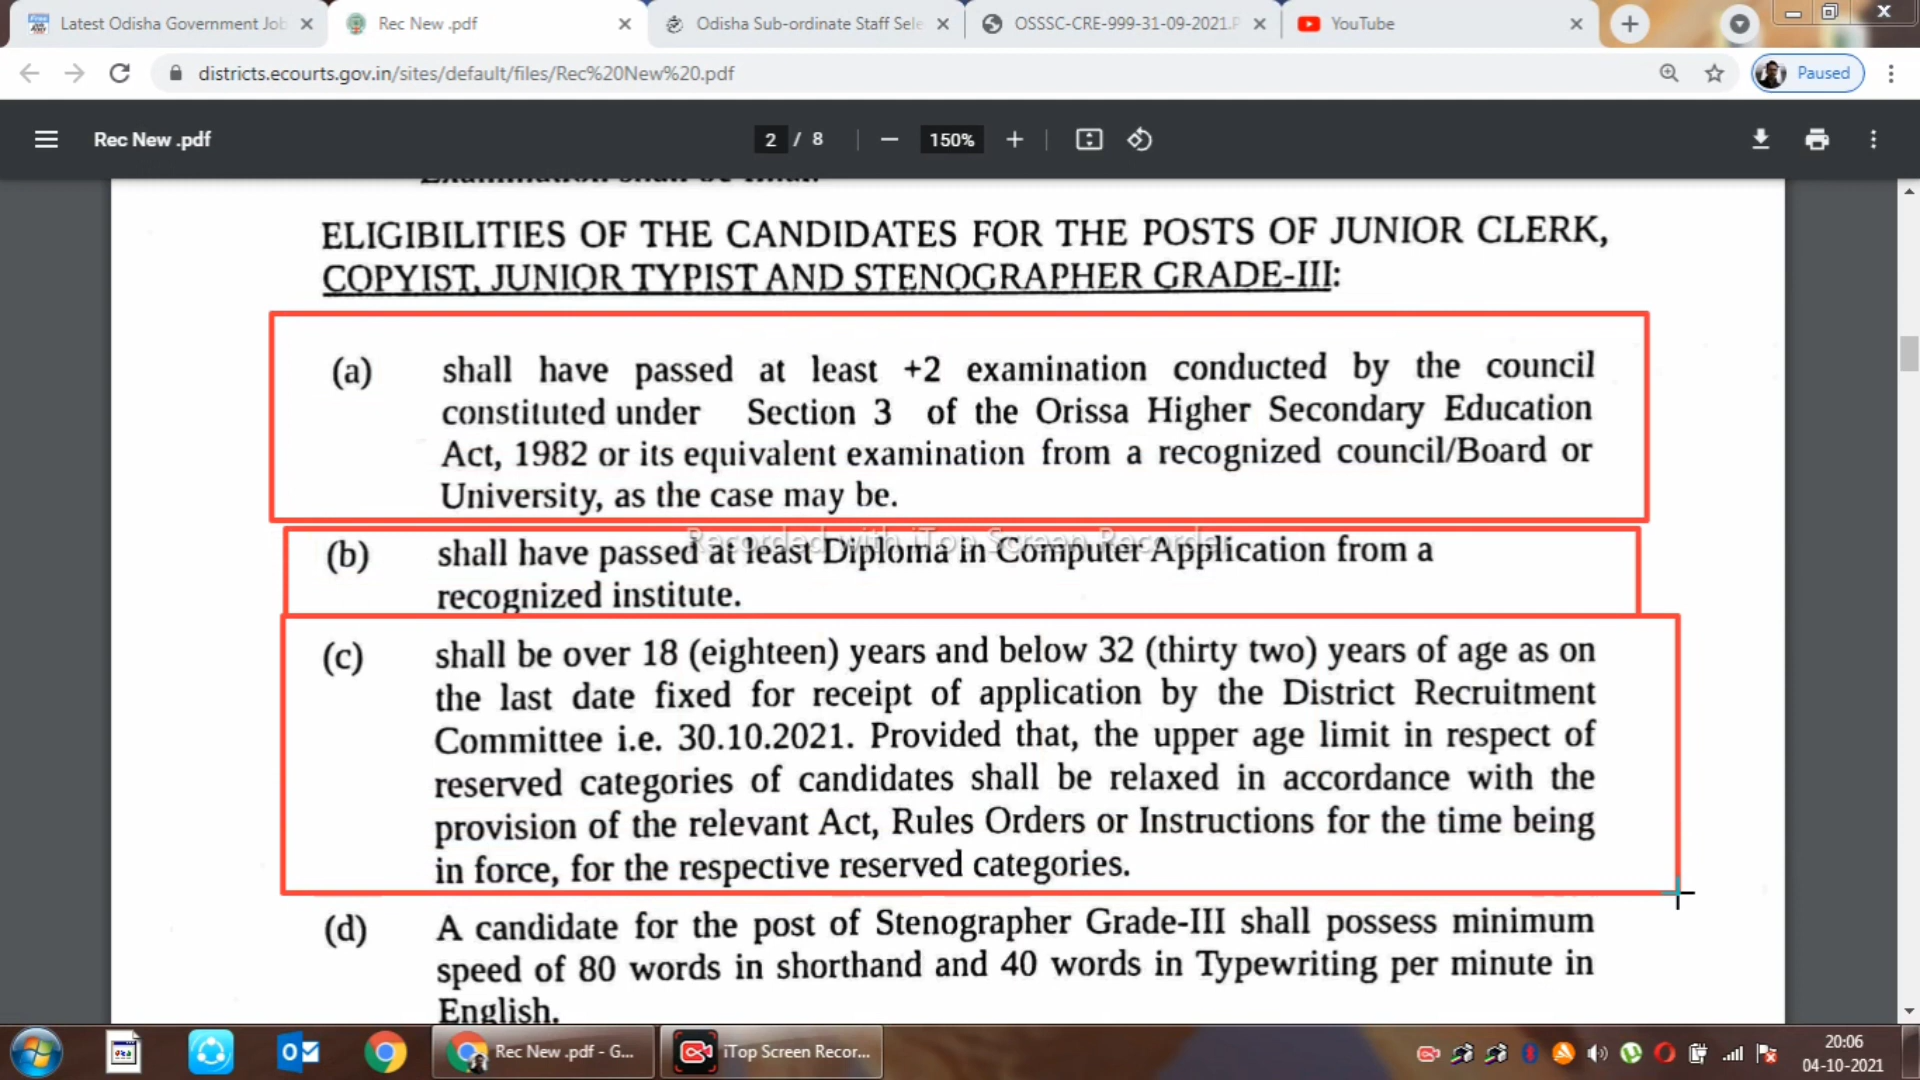 Latest Odisha Government Job
Rec New .pdf
Odisha Sub-ordinate Staff Sele
OSSSC-CRE-999-31-09-2021.P
YouTube
districts.ecourts.gov.in/sites/default/files/Rec%20New%20.pdf
Paused
Rec New .pdf
2 / 8
150%
Examination shall be final.
ELIGIBILITIES OF THE CANDIDATES FOR THE POSTS OF JUNIOR CLERK,
COPYIST, JUNIOR TYPIST AND STENOGRAPHER GRADE-III:
(a) shall have passed at least +2 examination conducted by the council
constituted under Section 3 of the Orissa Higher Secondary Education
Act, 1982 or its equivalent examination from a recognized council/Board or
University, as the case may be.
Recorded with iTop Screen Recorder
(b) shall have passed at least Diploma in Computer Application from a
recognized institute.
(c) shall be over 18 (eighteen) years and below 32 (thirty two) years of age as on
the last date fixed for receipt of application by the District Recruitment
Committee i.e. 30.10.2021. Provided that, the upper age limit in respect of
reserved categories of candidates shall be relaxed in accordance with the
provision of the relevant Act, Rules Orders or Instructions for the time being
in force, for the respective reserved categories.
(d) A candidate for the post of Stenographer Grade-III shall possess minimum
speed of 80 words in shorthand and 40 words in Typewriting per minute in
English.
Rec New .pdf - G...
iTop Screen Recor...
20:06
04-10-2021